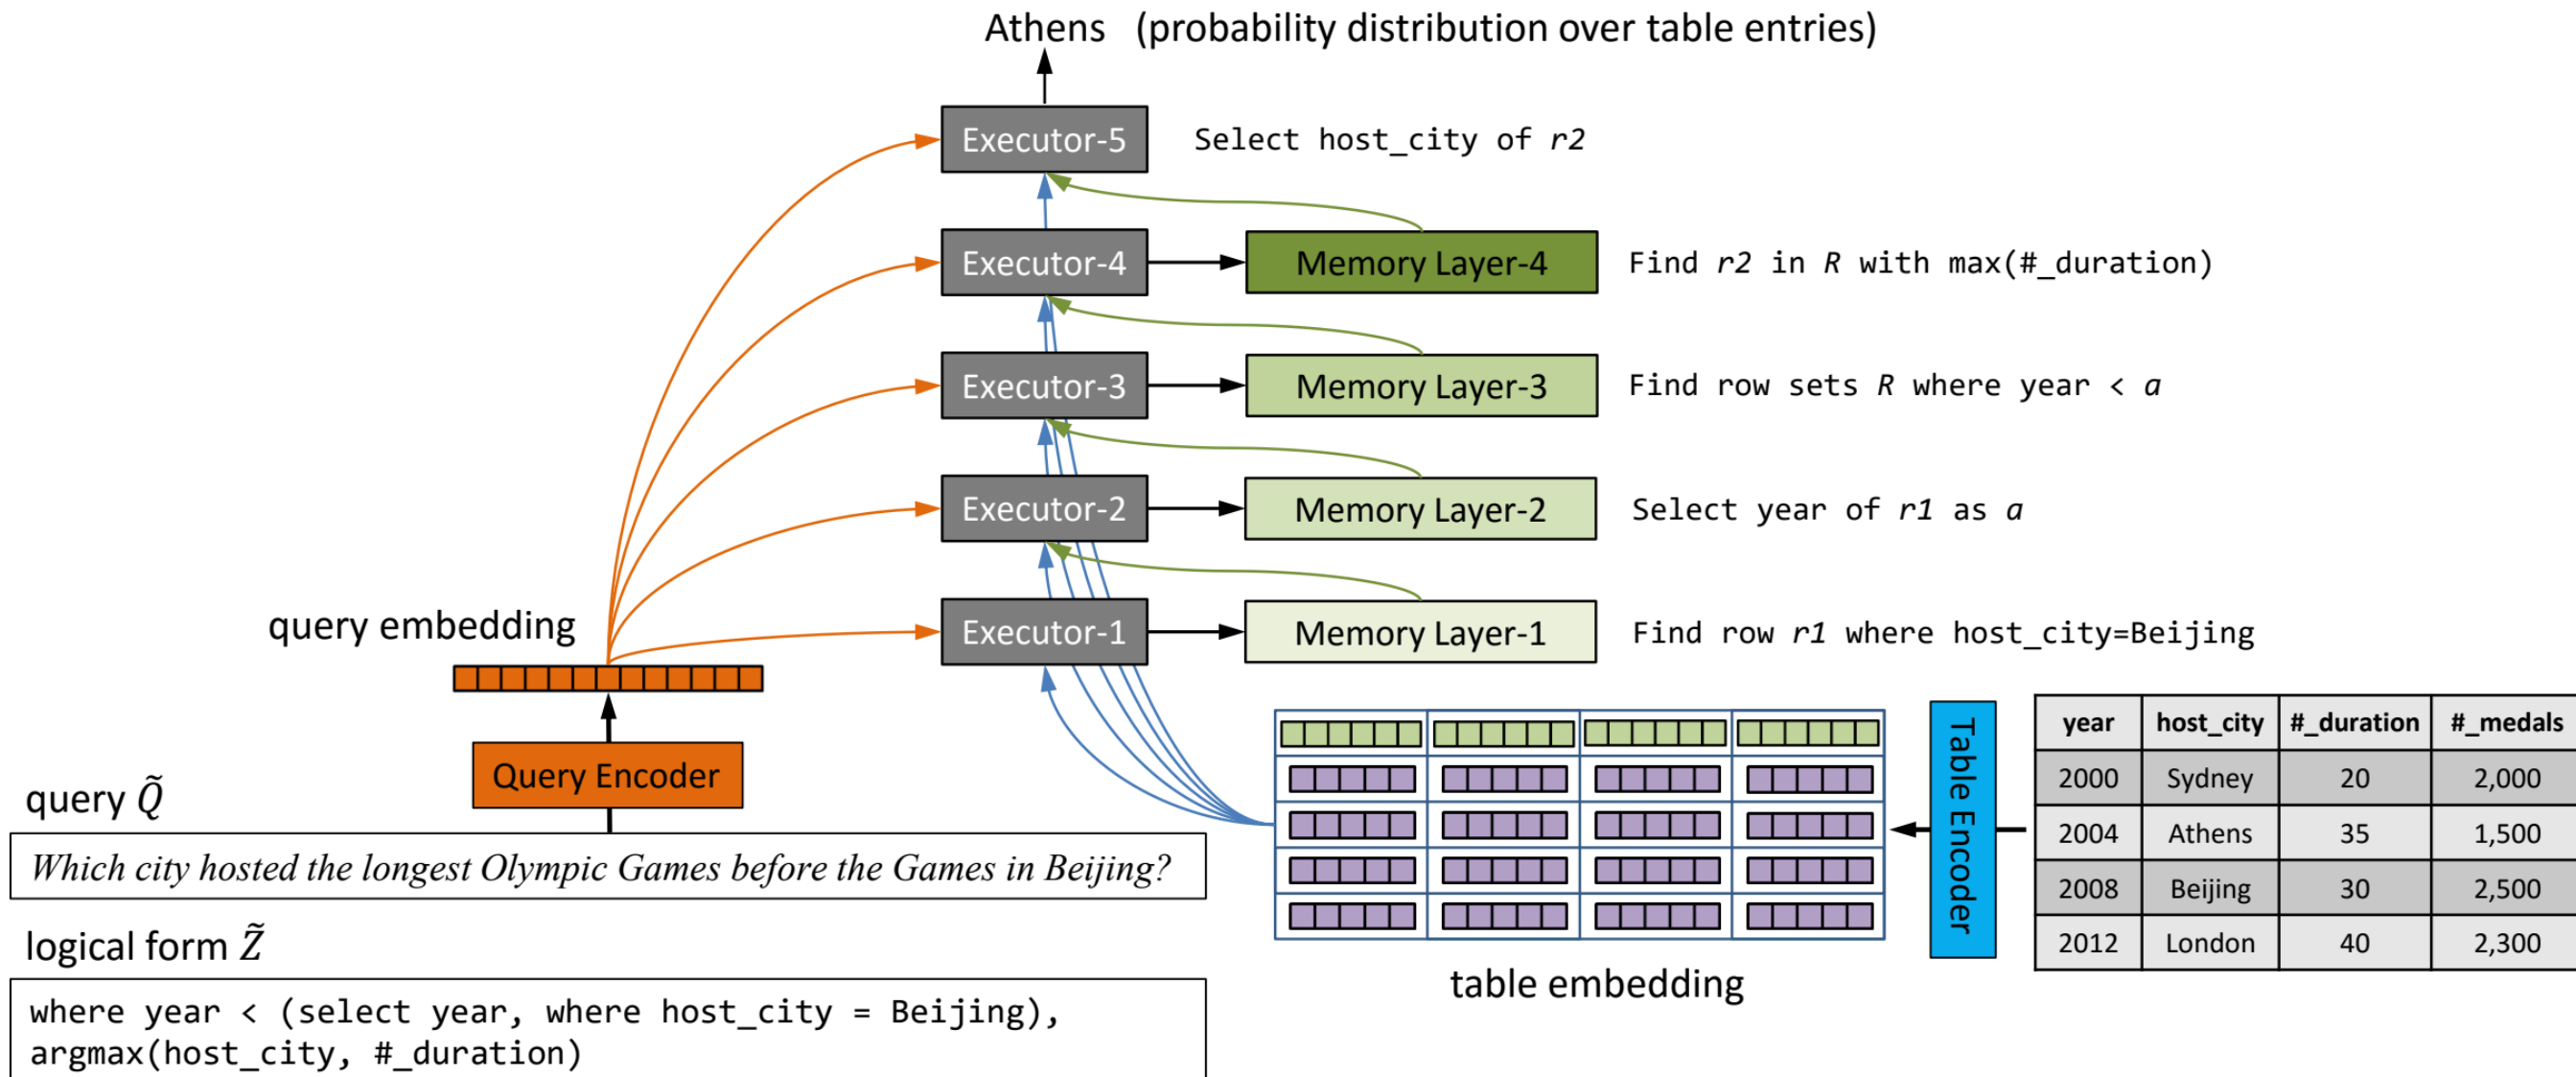 Athens (probability distribution over table entries)
Executor-5 Select host_city of r2
Executor-4 Memory Layer-4 Find r2 in R with max(#_duration)
Executor-3 Memory Layer-3 Find row sets R where year < a
Executor-2 Memory Layer-2 Select year of r1 as a
Executor-1 Memory Layer-1 Find row r1 where host_city=Beijing
query embedding
Query Encoder
query Q̃
Which city hosted the longest Olympic Games before the Games in Beijing?
logical form Z̃
where year < (select year, where host_city = Beijing),
argmax(host_city, #_duration)
table embedding
Table Encoder
year host_city #_duration #_medals
2000 Sydney 20 2,000
2004 Athens 35 1,500
2008 Beijing 30 2,500
2012 London 40 2,300